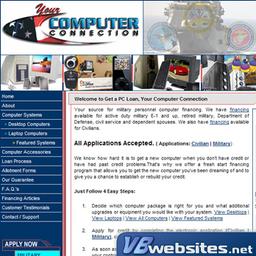 Your
COMPUTER
CONNECTION
Home
About
Computer Systems
Desktop Computers
Laptop Computers
Featured Systems
Computer Accessories
Loan Process
Allotment Forms
Our Guarantee
F.A.Q.'s
Financing Articles
Customer Testimonials
Contact / Support
APPLY NOW
MILITARY
Welcome to Get a PC Loan, Your Computer Connection
Your source for military personnel computer financing. We have financing
available for active duty military E-1 and up, retired military, Department of
Defense, civil service and dependent spouses. We also have financing available
for Civilians.
All Applications Accepted. ( Applications: Civilian | Military)
We know how hard it is to get a new computer when you don't have credit or
have had past credit problems.That's why we offer a fresh start financing
program that allows you to get the new computer you've been dreaming of and to
give you a chance to establish or rebuild your credit.
Just Follow 4 Easy Steps:
1. Decide which computer package is right for you and what additional
upgrades or equipment you would like with your system. View Desktops |
View Laptops | View All Computers | View Featured Systems
2. Apply for credit by completing the electronic application (Civilian |
Military)
As soon as
VBwebsites.net